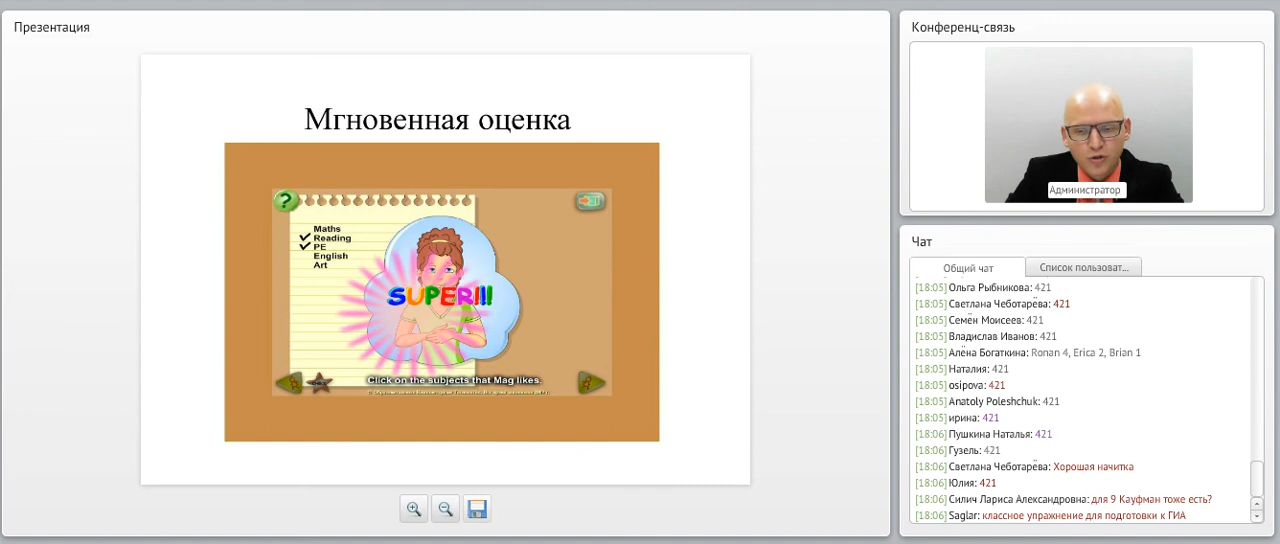 Презентация
Мгновенная оценка
?
Maths
Reading
PE
English
Art
SUPER!!!
Click on the subjects that Mag likes.
Конференц-связь
Администратор
Чат
Общий чат
Список пользоват...
[18:05] Ольга Рыбникова: 421
[18:05] Светлана Чеботарёва: 421
[18:05] Семён Моисеев: 421
[18:05] Владислав Иванов: 421
[18:05] Алёна Богаткина: Ronan 4, Erica 2, Brian 1
[18:05] Наталия: 421
[18:05] osipova: 421
[18:05] Anatoly Poleshchuk: 421
[18:05] ирина: 421
[18:06] Пушкина Наталья: 421
[18:06] Гузель: 421
[18:06] Светлана Чеботарёва: Хорошая начитка
[18:06] Юлия: 421
[18:06] Силич Лариса Александровна: для 9 Кауфман тоже есть?
[18:06] Saglar: классное упражнение для подготовки к ГИА